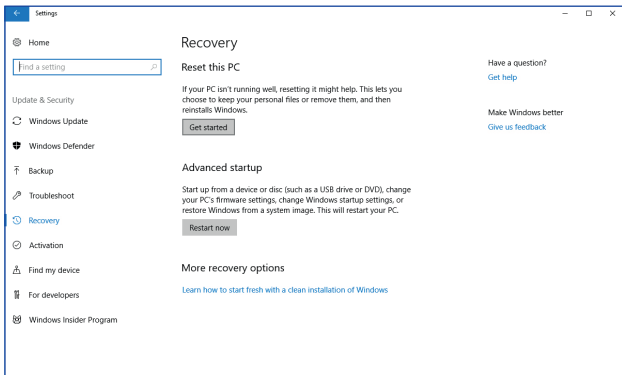 Settings
Home
Find a setting
Update & Security
Windows Update
Windows Defender
Backup
Troubleshoot
Recovery
Activation
Find my device
For developers
Windows Insider Program
Recovery
Reset this PC
If your PC isn't running well, resetting it might help. This lets you
choose to keep your personal files or remove them, and then
reinstalls Windows.
Get started
Advanced startup
Start up from a device or disc (such as a USB drive or DVD), change
your PC's firmware settings, change Windows startup settings, or
restore Windows from a system image. This will restart your PC.
Restart now
More recovery options
Learn how to start fresh with a clean installation of Windows
Have a question?
Get help
Make Windows better
Give us feedback